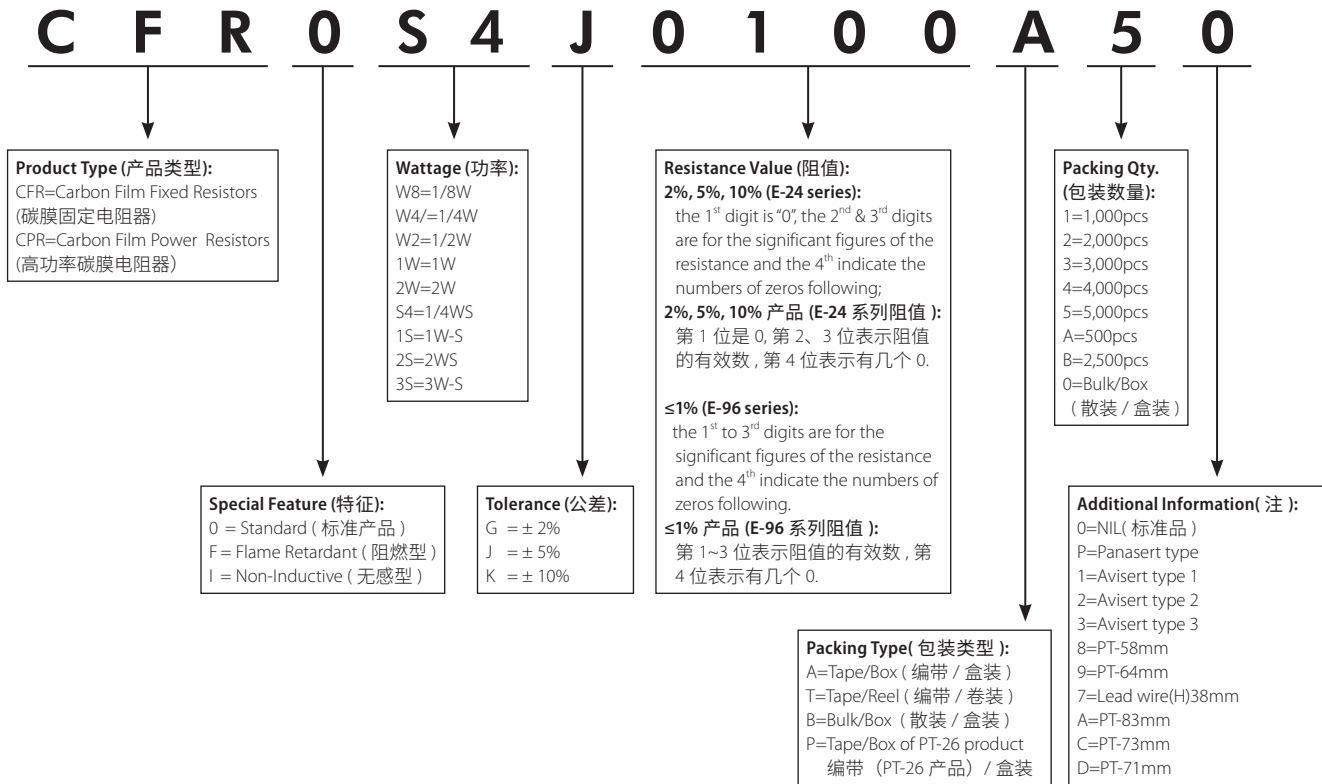 C F R 0 S 4 J 0 1 0 0 A 5 0
Product Type (产品类型):
CFR=Carbon Film Fixed Resistors
(碳膜固定电阻器)
CPR=Carbon Film Power Resistors
(高功率碳膜电阻器）
Wattage (功率):
W8=1/8W
W4/=1/4W
W2=1/2W
1W=1W
2W=2W
S4=1/4WS
1S=1W-S
2S=2WS
3S=3W-S
Resistance Value (阻值):
2%, 5%, 10% (E-24 series):
the 1st digit is "0", the 2nd & 3rd digits
are for the significant figures of the
resistance and the 4th indicate the
numbers of zeros following;
2%, 5%, 10% 产品 (E-24 系列阻值 ):
第 1 位是 0, 第 2、3 位表示阻值
的有效数 , 第 4 位表示有几个 0.
≤1% (E-96 series):
the 1st to 3rd digits are for the
significant figures of the resistance
and the 4th indicate the numbers of
zeros following.
≤1% 产品 (E-96 系列阻值 ):
第 1~3 位表示阻值的有效数 , 第
4 位表示有几个 0.
Packing Qty.
(包装数量):
1=1,000pcs
2=2,000pcs
3=3,000pcs
4=4,000pcs
5=5,000pcs
A=500pcs
B=2,500pcs
0=Bulk/Box
( 散装 / 盒装 )
Special Feature (特征):
0 = Standard ( 标准产品 )
F = Flame Retardant ( 阻燃型 )
I = Non-Inductive ( 无感型 )
Tolerance (公差):
G = ± 2%
J = ± 5%
K = ± 10%
Packing Type( 包装类型 ):
A=Tape/Box ( 编带 / 盒装 )
T=Tape/Reel ( 编带 / 卷装 )
B=Bulk/Box ( 散装 / 盒装 )
P=Tape/Box of PT-26 product
编带（PT-26 产品）/ 盒装
Additional Information( 注 ):
0=NIL( 标准品 )
P=Panasert type
1=Avisert type 1
2=Avisert type 2
3=Avisert type 3
8=PT-58mm
9=PT-64mm
7=Lead wire(H)38mm
A=PT-83mm
C=PT-73mm
D=PT-71mm